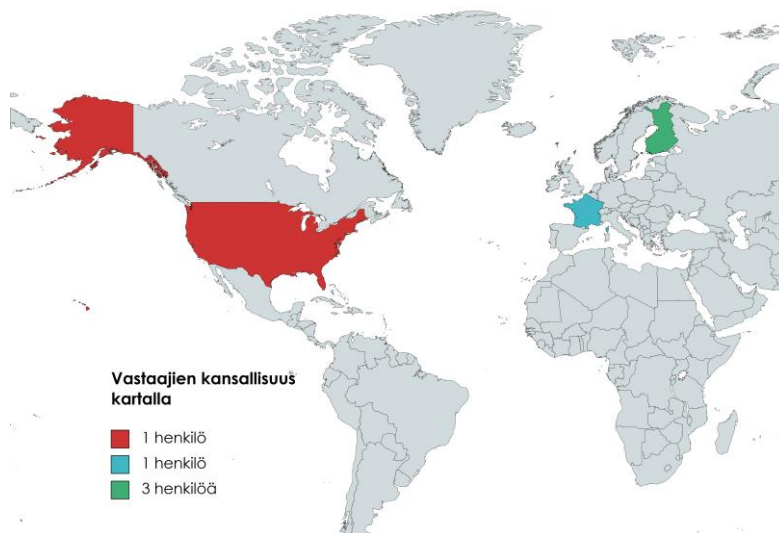 Vastaajien kansallisuus
kartalla
1 henkilö
1 henkilö
3 henkilöä